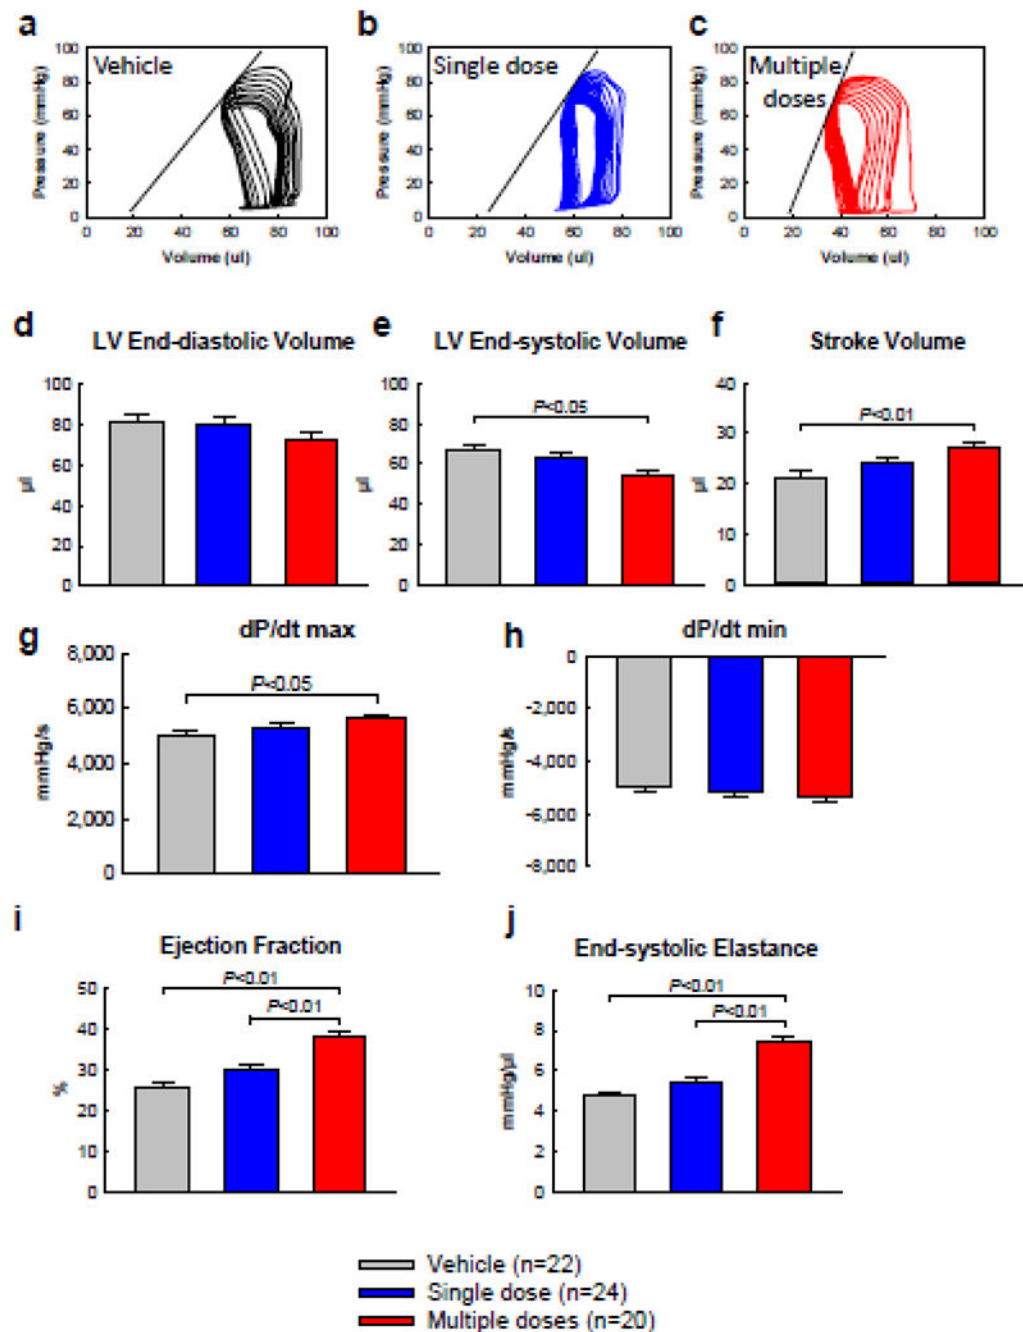 a
Vehicle
Pressure (mmHg)
100
80
60
40
20
0
0 20 40 60 80 100
Volume (ul)
b
Single dose
Pressure (mmHg)
100
80
60
40
20
0
0 20 40 60 80 100
Volume (ul)
c
Multiple
doses
Pressure (mmHg)
100
80
60
40
20
0
0 20 40 60 80 100
Volume (ul)
d
LV End-diastolic Volume
µl
100
80
60
40
20
0
e
LV End-systolic Volume
µl
100
80
60
40
20
0
P<0.05
f
Stroke Volume
µl
40
30
20
10
0
P<0.01
g
dP/dt max
mmHg/s
8,000
6,000
4,000
2,000
0
P<0.05
h
dP/dt min
mmHg/s
0
-2,000
-4,000
-6,000
-8,000
i
Ejection Fraction
%
50
40
30
20
10
0
P<0.01
P<0.01
j
End-systolic Elastance
mmHg/µl
10
8
6
4
2
0
P<0.01
P<0.01
Vehicle (n=22)
Single dose (n=24)
Multiple doses (n=20)